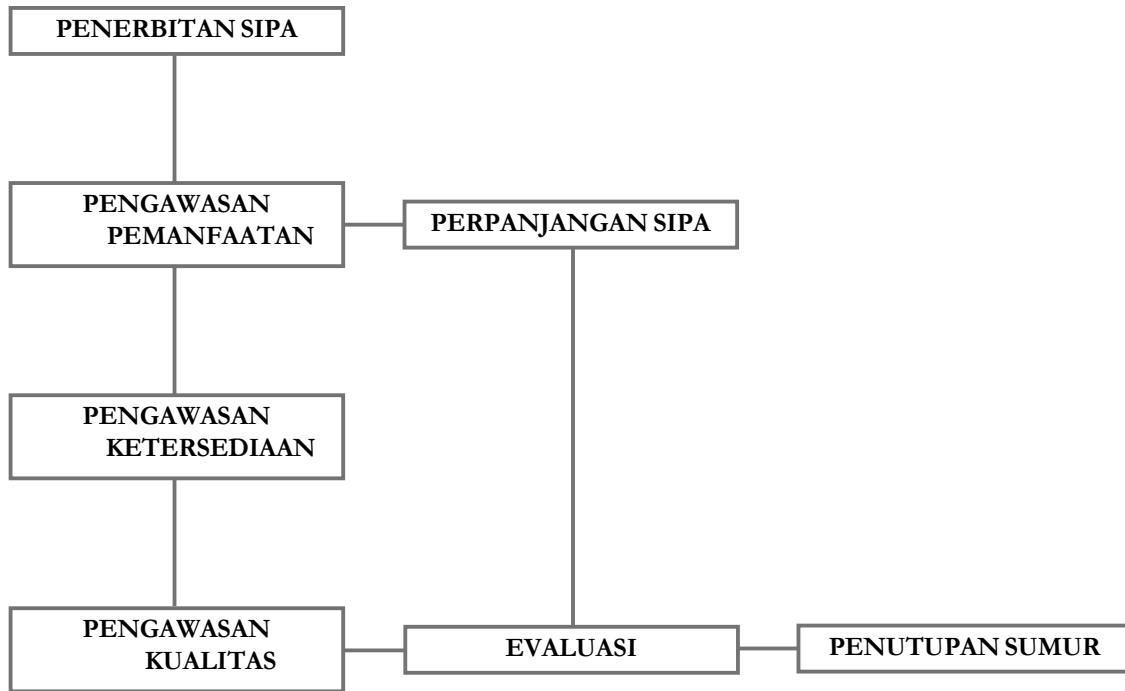 PENERBITAN SIPA
PENGAWASAN
PEMANFAATAN
PERPANJANGAN SIPA
PENGAWASAN
KETERSEDIAAN
PENGAWASAN
KUALITAS
EVALUASI
PENUTUPAN SUMUR